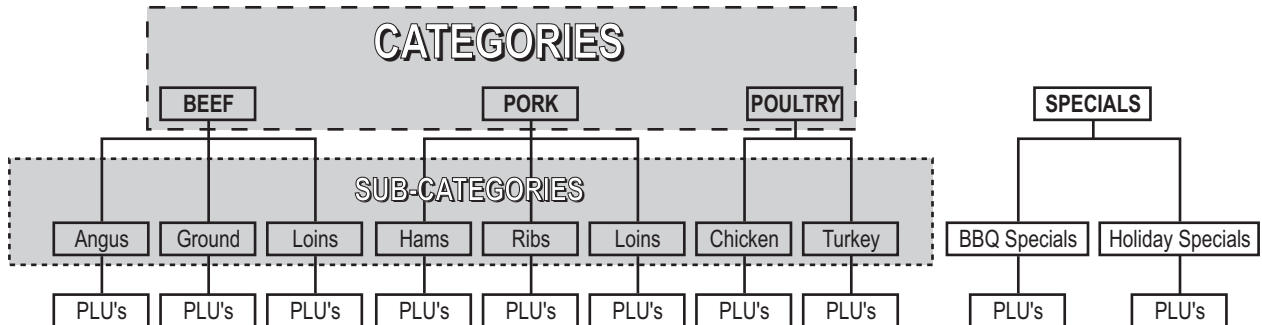 CATEGORIES
BEEF PORK POULTRY SPECIALS
SUB-CATEGORIES
Angus Ground Loins Hams Ribs Loins Chicken Turkey BBQ Specials Holiday Specials
PLU's PLU's PLU's PLU's PLU's PLU's PLU's PLU's PLU's PLU's